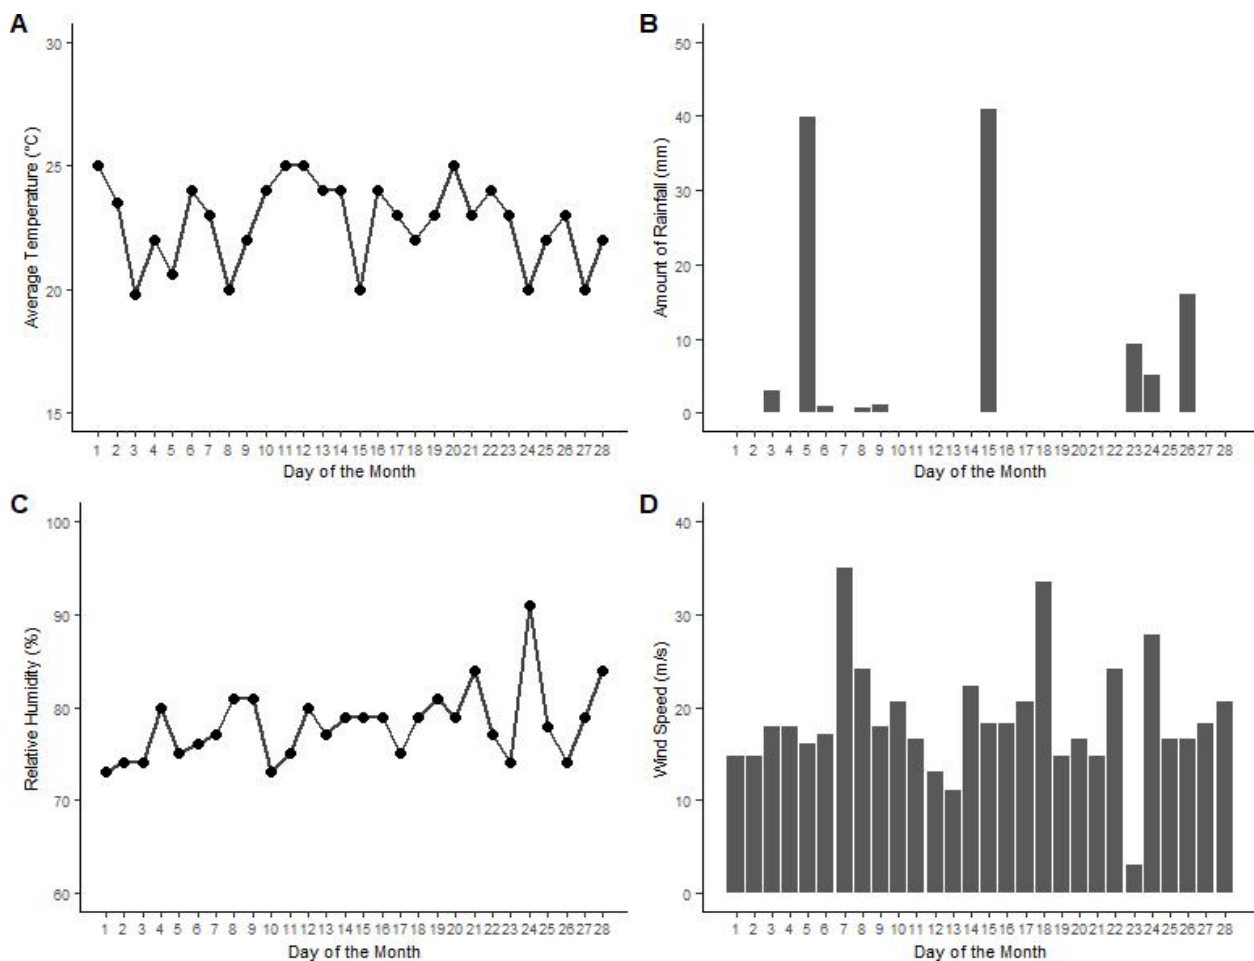 A
Average Temperature (°C)
30
25
20
15
1 2 3 4 5 6 7 8 9 10 11 12 13 14 15 16 17 18 19 20 21 22 23 24 25 26 27 28
Day of the Month
B
Amount of Rainfall (mm)
50
40
30
20
10
0
1 2 3 4 5 6 7 8 9 10 11 12 13 14 15 16 17 18 19 20 21 22 23 24 25 26 27 28
Day of the Month
C
Relative Humidity (%)
100
90
80
70
60
1 2 3 4 5 6 7 8 9 10 11 12 13 14 15 16 17 18 19 20 21 22 23 24 25 26 27 28
Day of the Month
D
Wind Speed (m/s)
40
30
20
10
0
1 2 3 4 5 6 7 8 9 10 11 12 13 14 15 16 17 18 19 20 21 22 23 24 25 26 27 28
Day of the Month